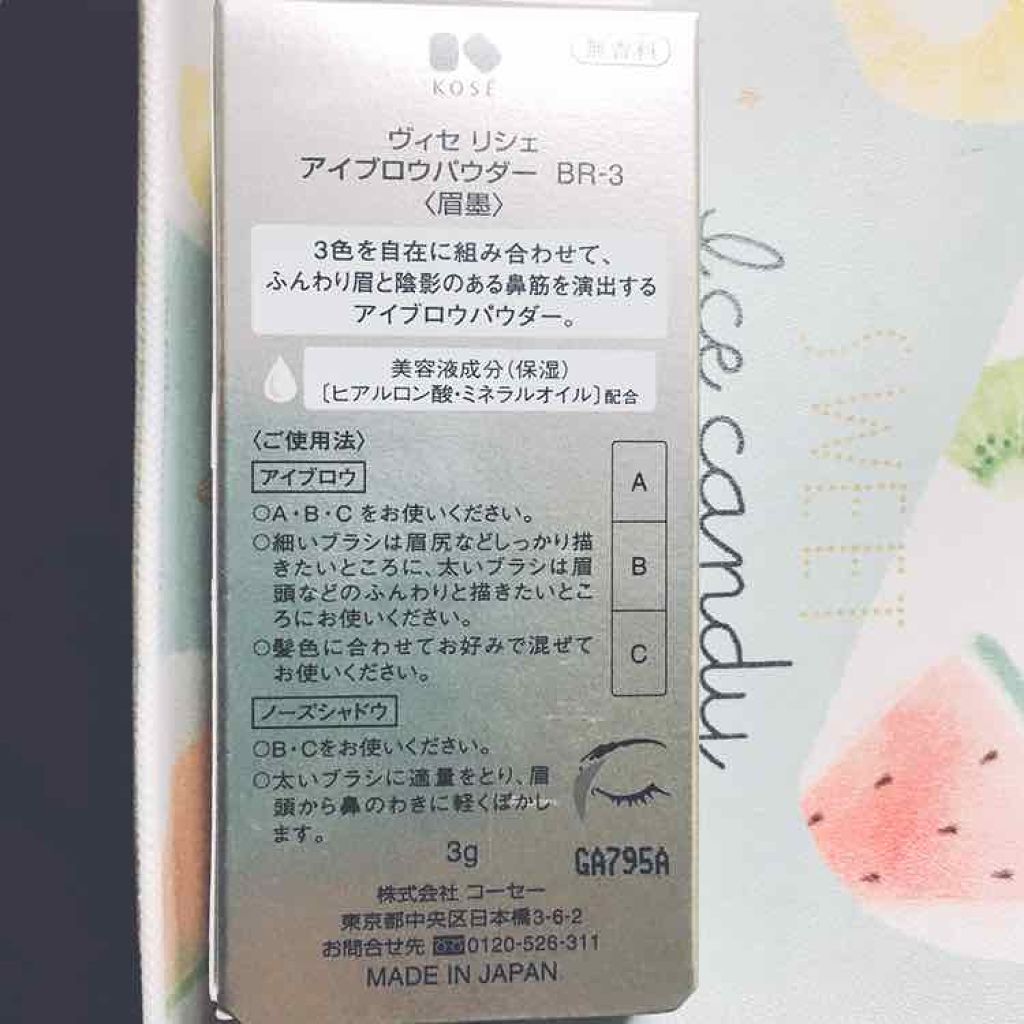 KOSÉ
無香料
ヴィセ リシェ
アイブロウパウダー BR-3
〈眉墨〉
3色を自在に組み合わせて、
ふんわり眉と陰影のある鼻筋を演出する
アイブロウパウダー。
美容液成分(保湿)
〔ヒアルロン酸・ミネラルオイル〕配合
〈ご使用法〉
アイブロウ
○A・B・C をお使いください。
○細いブラシは眉尻などしっかり描
きたいところに、太いブラシは眉
頭などのふんわりと描きたいとこ
ろにお使いください。
○髪色に合わせてお好みで混ぜて
お使いください。
A
B
C
ノーズシャドウ
○B・Cをお使いください。
○太いブラシに適量をとり、眉
頭から鼻のわきに軽くぼかし
ます。
3g
GA795A
株式会社 コーセー
東京都中央区日本橋3-6-2
お問合せ先 0120-526-311
MADE IN JAPAN
Ice candy
SWEET